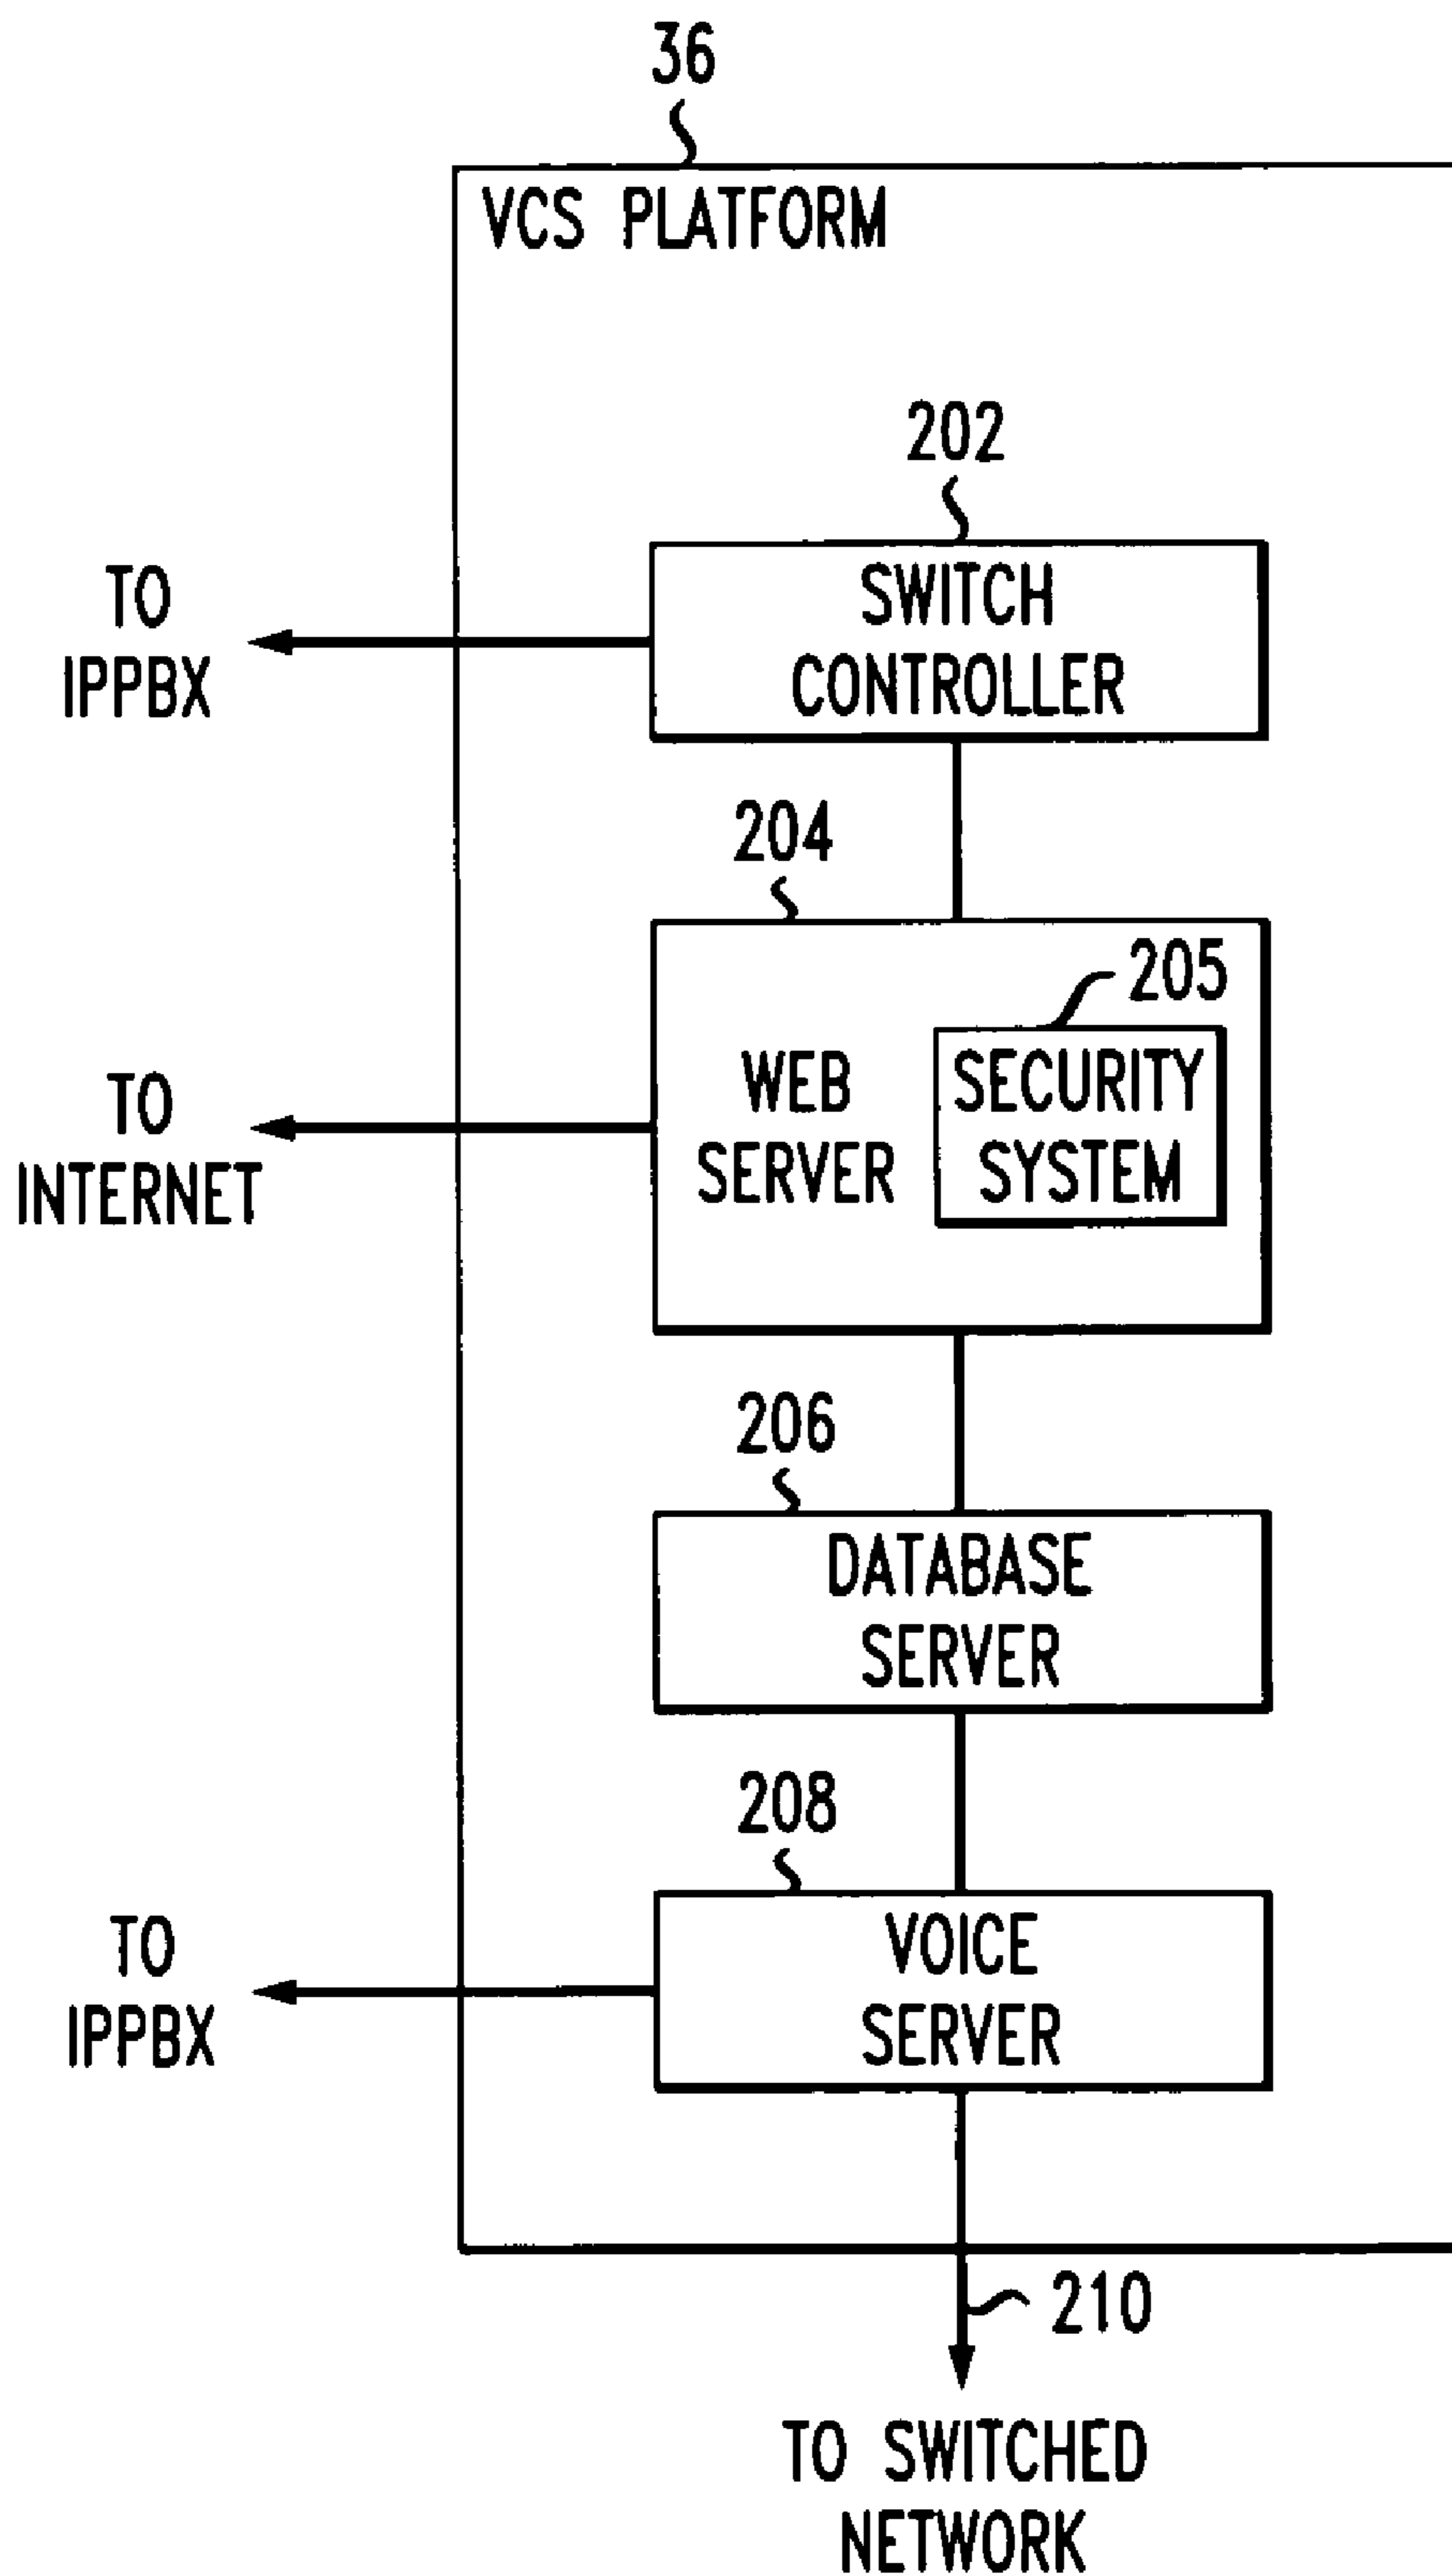 36
VCS PLATFORM
202
TO
IPPBX
SWITCH
CONTROLLER
204
205
TO
INTERNET
WEB
SERVER
SECURITY
SYSTEM
206
DATABASE
SERVER
208
TO
IPPBX
VOICE
SERVER
210
TO SWITCHED
NETWORK